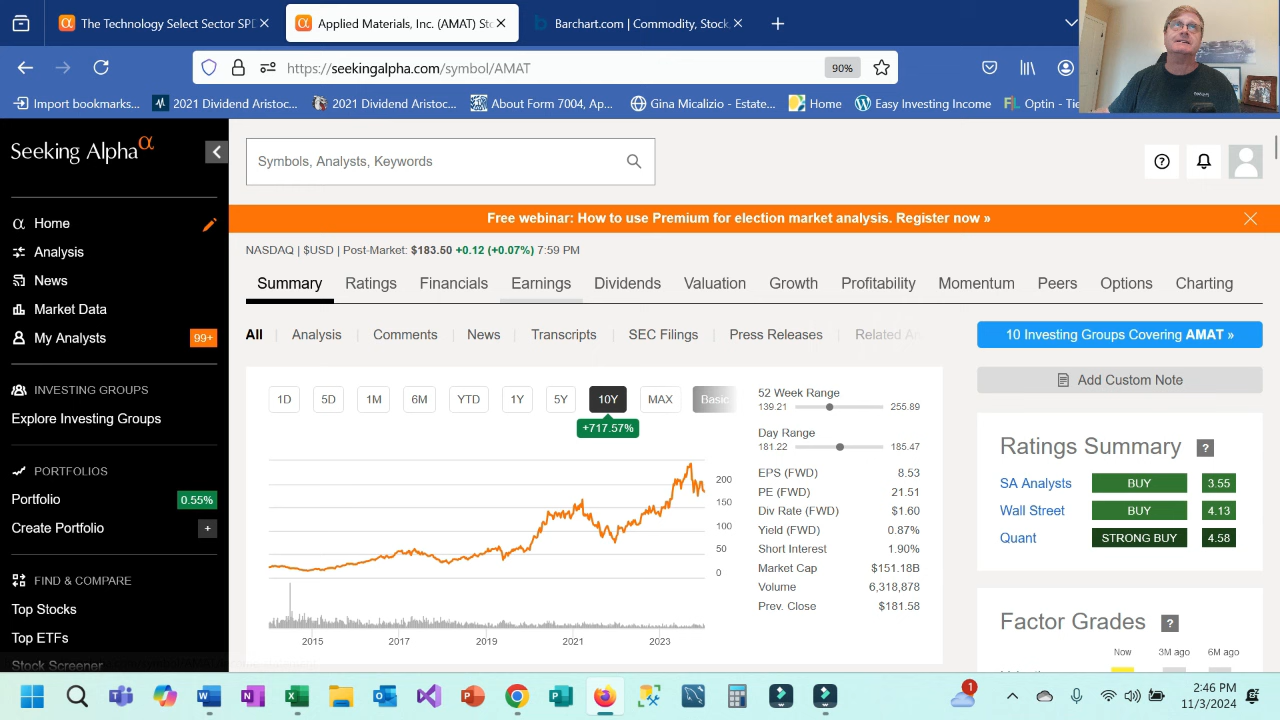 The Technology Select Sector SPD
Applied Materials, Inc. (AMAT) Sto
Barchart.com | Commodity, Stock,
https://seekingalpha.com/symbol/AMAT
90%
Import bookmarks...
2021 Dividend Aristoc...
2021 Dividend Aristoc...
About Form 7004, Ap...
Gina Micalizio - Estate...
Home
Easy Investing Income
Optin - Tie
Seeking Alpha α
Symbols, Analysts, Keywords
Free webinar: How to use Premium for election market analysis. Register now »
Home
Analysis
News
Market Data
My Analysts 99+
INVESTING GROUPS
Explore Investing Groups
PORTFOLIOS
Portfolio 0.55%
Create Portfolio +
FIND & COMPARE
Top Stocks
Top ETFs
Stock Screener
NASDAQ | $USD | Post-Market: $183.50 +0.12 (+0.07%) 7:59 PM
Summary Ratings Financials Earnings Dividends Valuation Growth Profitability Momentum Peers Options Charting
All Analysis Comments News Transcripts SEC Filings Press Releases Related An
1D 5D 1M 6M YTD 1Y 5Y 10Y MAX Basic
+717.57%
200
150
100
50
0
2015 2017 2019 2021 2023
52 Week Range
139.21 255.89
Day Range
181.22 185.47
EPS (FWD) 8.53
PE (FWD) 21.51
Div Rate (FWD) $1.60
Yield (FWD) 0.87%
Short Interest 1.90%
Market Cap $151.18B
Volume 6,318,878
Prev. Close $181.58
10 Investing Groups Covering AMAT »
Add Custom Note
Ratings Summary ?
SA Analysts BUY 3.55
Wall Street BUY 4.13
Quant STRONG BUY 4.58
Factor Grades ?
Now 3M ago 6M ago
1
2:46 PM
11/3/2024